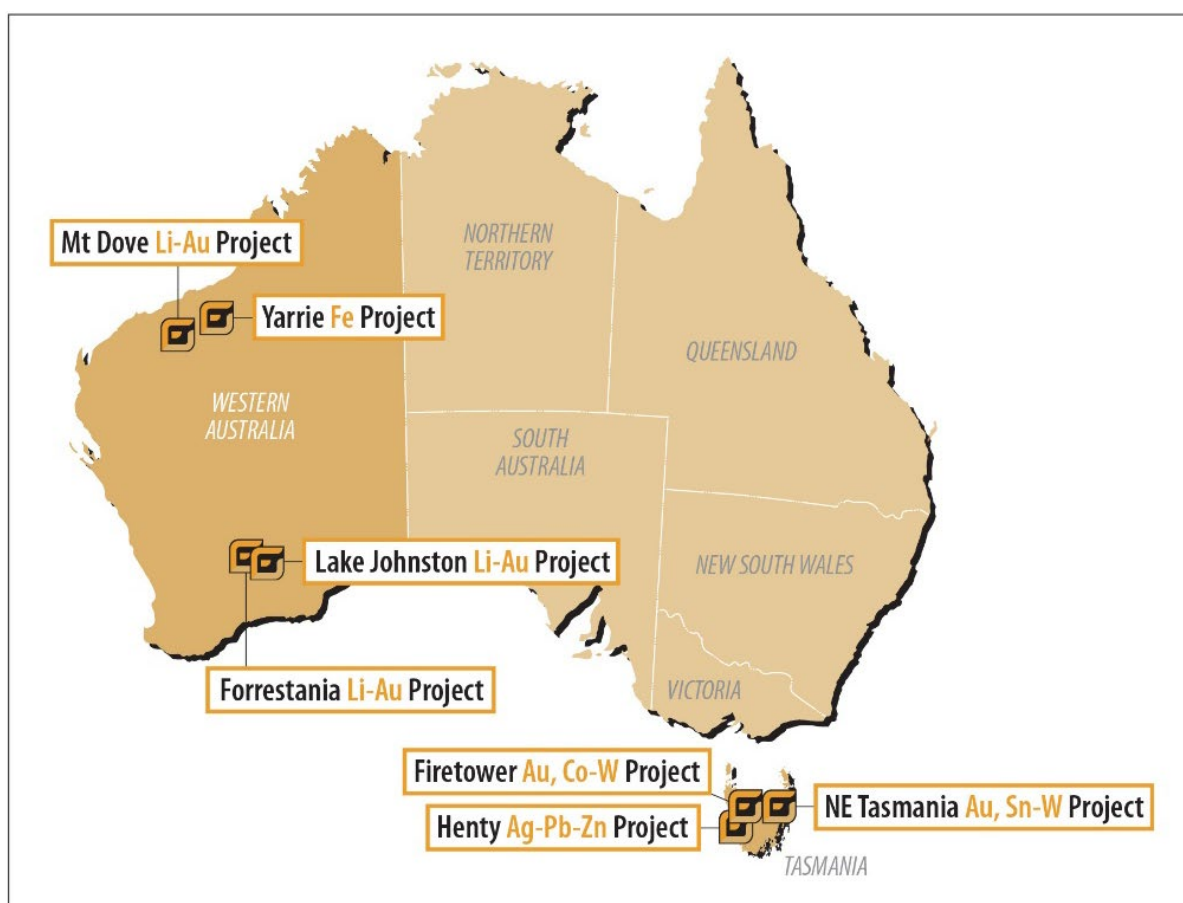 NORTHERN
TERRITORY
Mt Dove Li-Au Project
Yarrie Fe Project
QUEENSLAND
WESTERN
AUSTRALIA
SOUTH
AUSTRALIA
Lake Johnston Li-Au Project
NEW SOUTH WALES
Forrestania Li-Au Project
VICTORIA
Firetower Au, Co-W Project
NE Tasmania Au, Sn-W Project
Henty Ag-Pb-Zn Project
TASMANIA